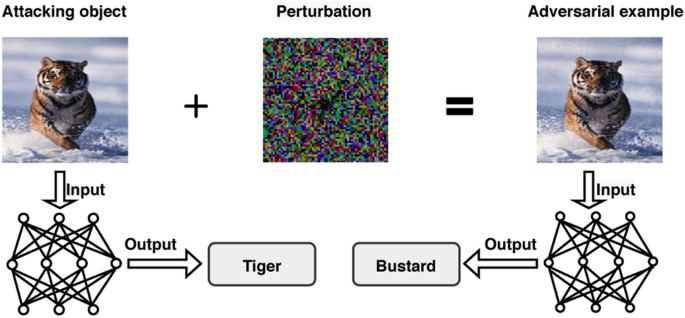 Attacking object
Perturbation
Adversarial example
Input
Input
Output
Tiger
Bustard
Output